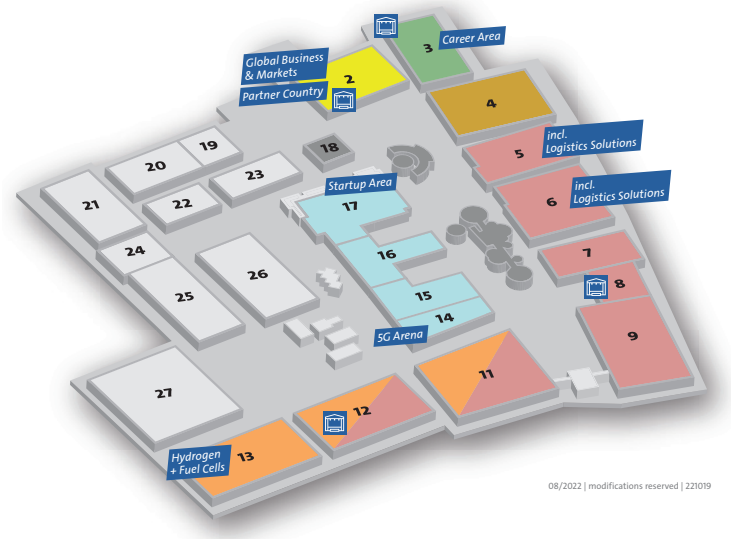 3
Career Area
Global Business
& Markets
Partner Country
2
4
19
20
18
5
incl.
Logistics Solutions
23
Startup Area
21
22
17
6
incl.
Logistics Solutions
24
16
7
26
25
15
8
14
5G Arena
9
11
27
12
Hydrogen
+ Fuel Cells
13
08/2022 | modifications reserved | 221019